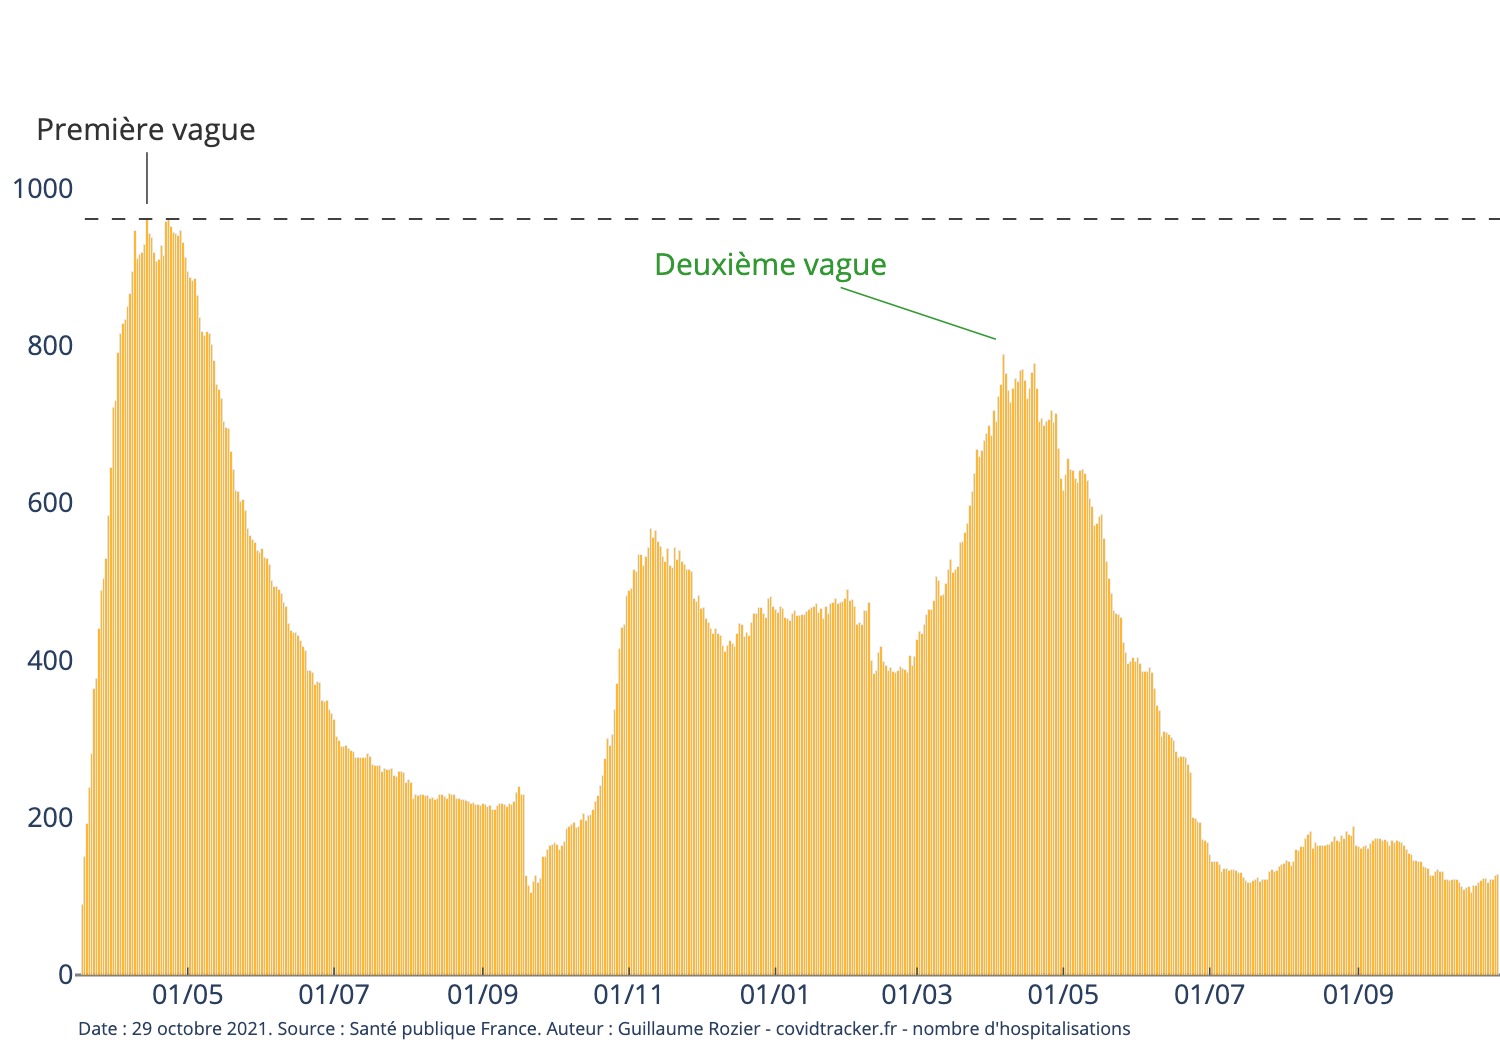 Première vague
1000
Deuxième vague
800
600
400
200
0
01/05 01/07 01/09 01/11 01/01 01/03 01/05 01/07 01/09
Date : 29 octobre 2021. Source : Santé publique France. Auteur : Guillaume Rozier - covidtracker.fr - nombre d'hospitalisations